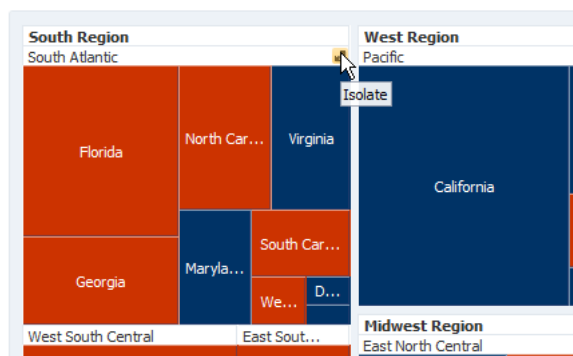 South Region
South Atlantic
Isolate
Florida
North Car...
Virginia
Georgia
Maryla...
South Car...
We...
D...
West South Central
East Sout...
West Region
Pacific
California
Midwest Region
East North Central